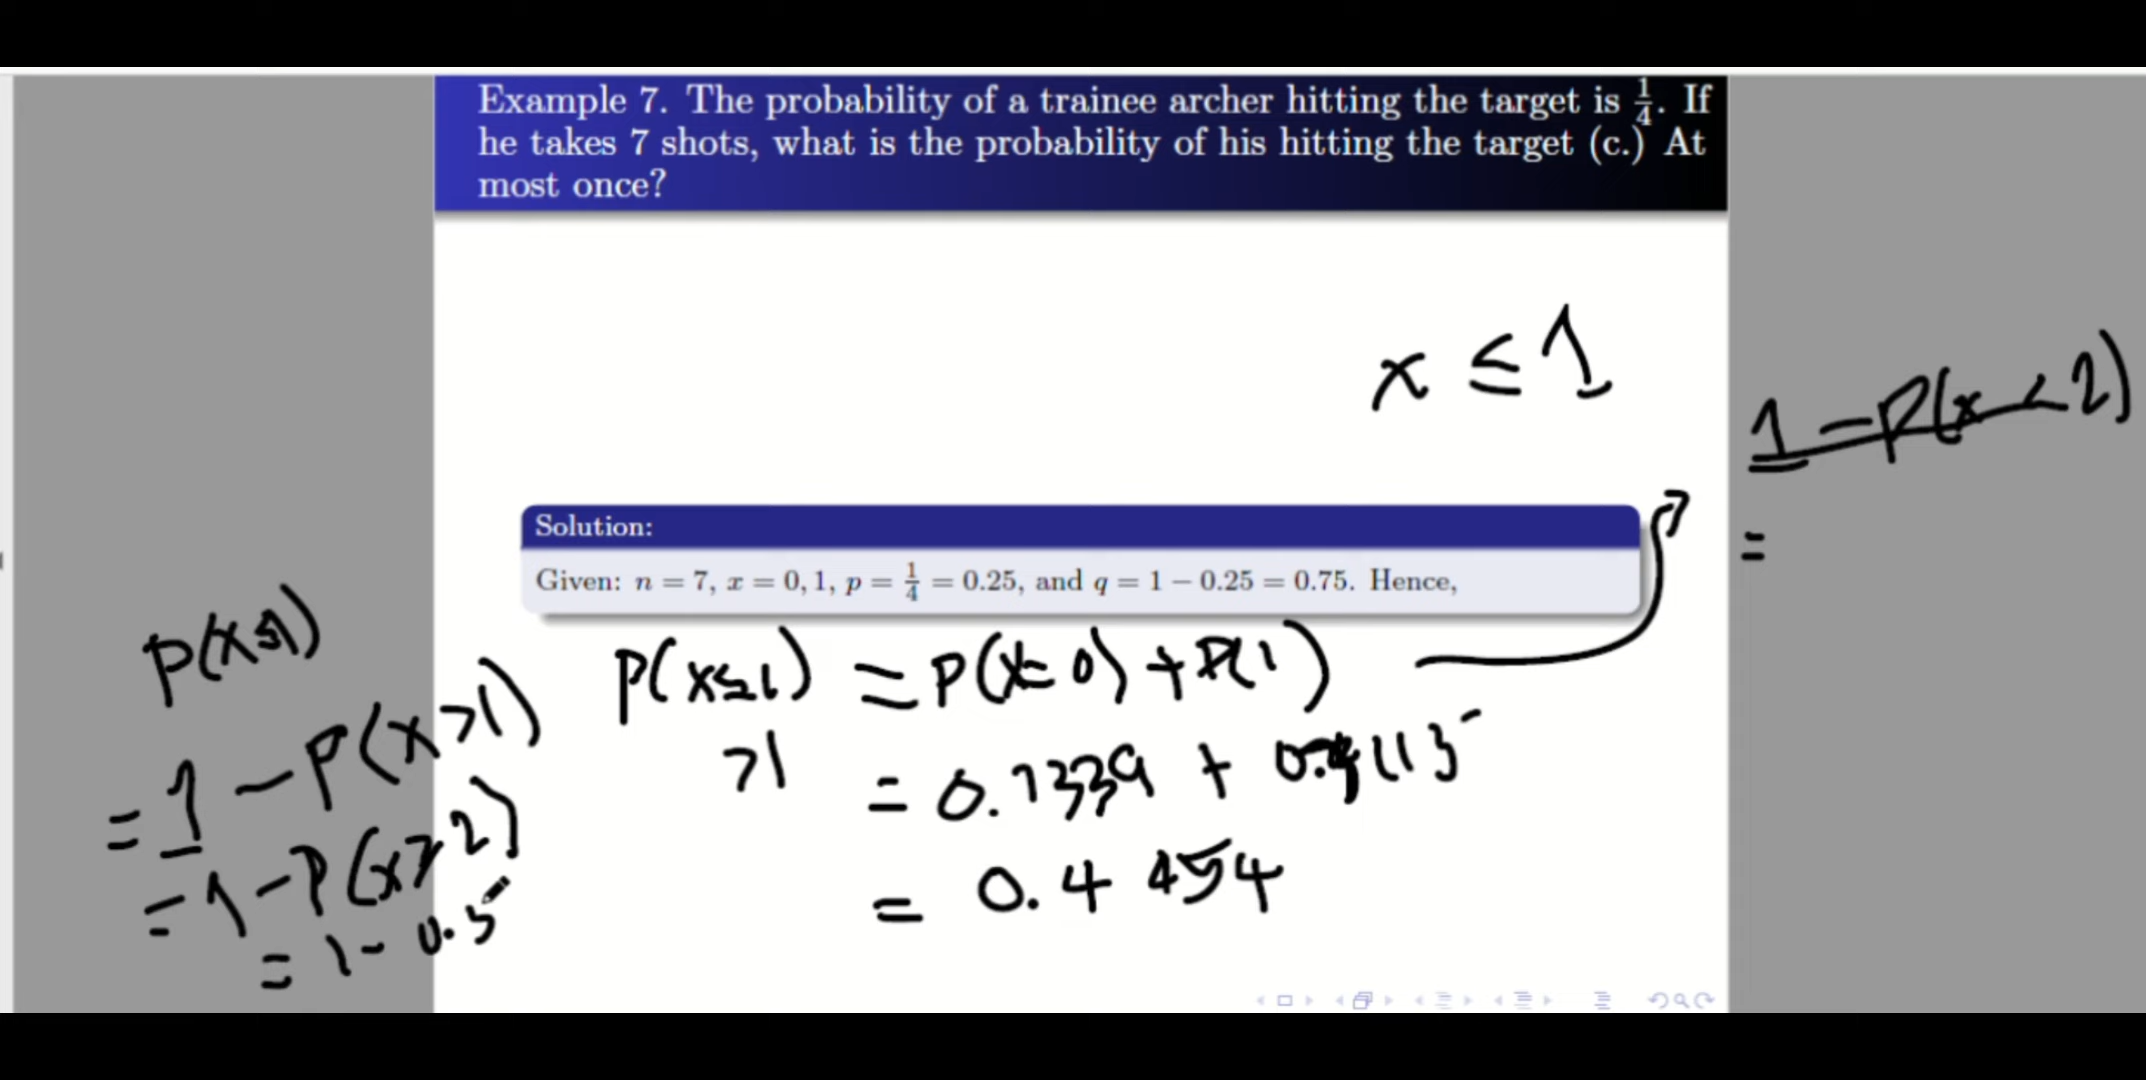 Example 7. The probability of a trainee archer hitting the target is 1/4. If
he takes 7 shots, what is the probability of his hitting the target (c.) At
most once?
x ≤ 1
1 - P(x < 2)
=
Solution:
Given: n = 7, x = 0, 1, p = 1/4 = 0.25, and q = 1 − 0.25 = 0.75. Hence,
P(x≤1) = P(x=0) + P(1)
>1
= 0.1339 + 0.3115
= 0.4454
P(x≤1)
= 1 - P(x>1)
= 1 - P(x≥2)
= 1 - 0.5